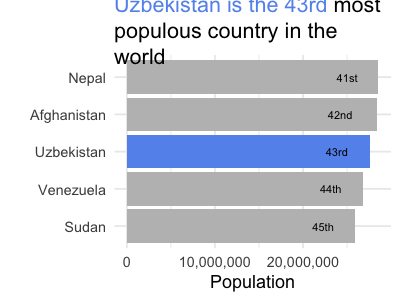 Uzbekistan is the 43rd most
populous country in the
world
Nepal 41st
Afghanistan 42nd
Uzbekistan 43rd
Venezuela 44th
Sudan 45th
0 10,000,000 20,000,000
Population